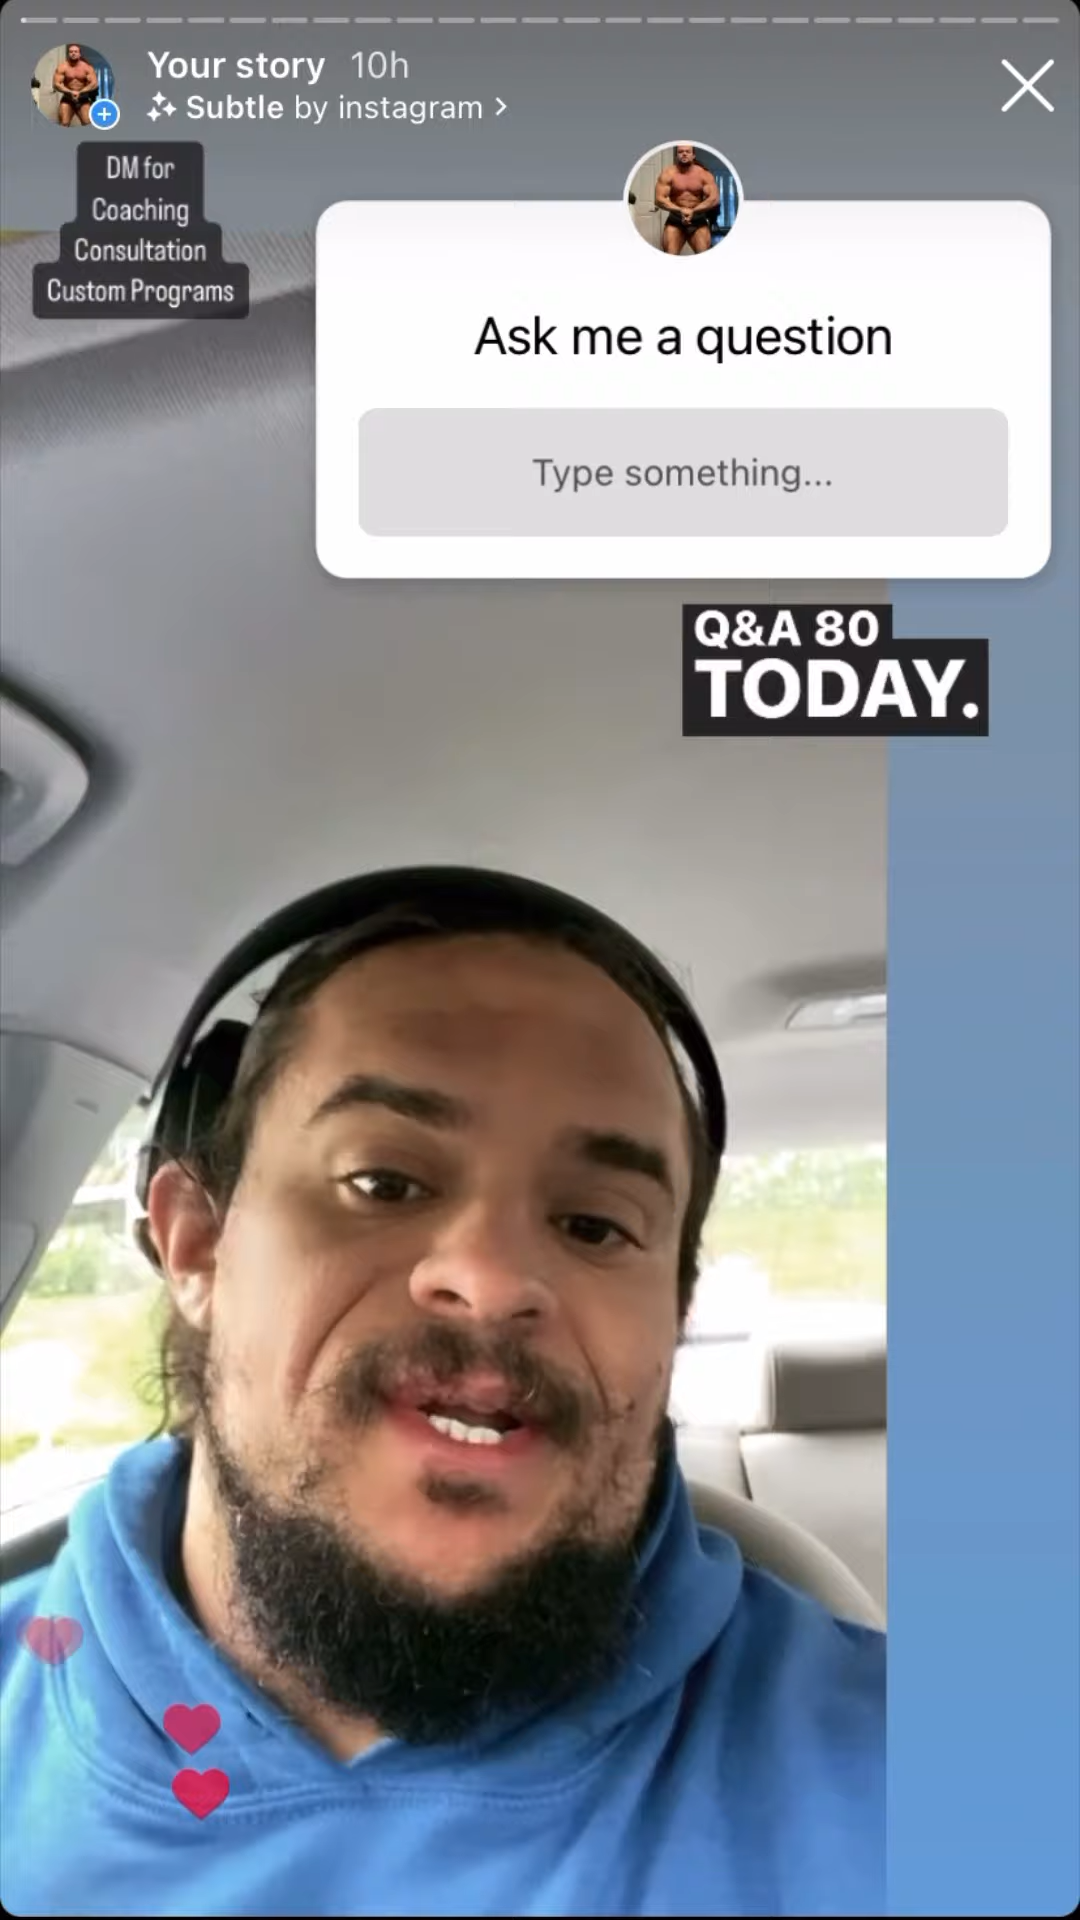 Your story 10h
Subtle by instagram >
DM for
Coaching
Consultation
Custom Programs
Ask me a question
Type something...
Q&A 80
TODAY.